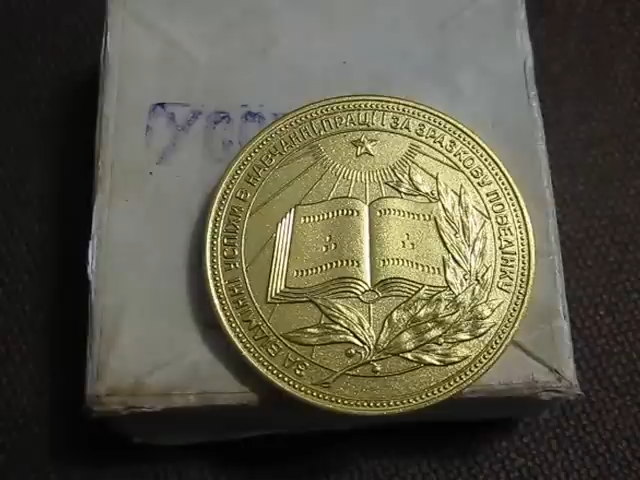 ЗА ВІДМІННІ УСПІХИ В НАВЧАННІ, ПРАЦІ І ЗА ЗРАЗКОВУ ПОВЕДІНКУ